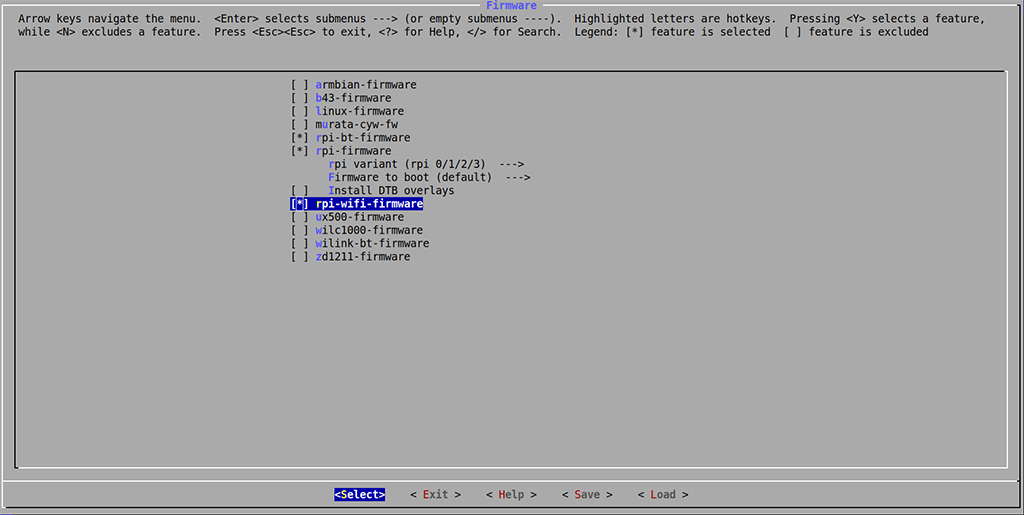 Firmware
Arrow keys navigate the menu.  <Enter> selects submenus ---> (or empty submenus ----).  Highlighted letters are hotkeys.  Pressing <Y> selects a feature,
while <N> excludes a feature.  Press <Esc><Esc> to exit, <?> for Help, </> for Search.  Legend: [*] feature is selected  [ ] feature is excluded
[ ] armbian-firmware
[ ] b43-firmware
[ ] linux-firmware
[ ] murata-cyw-fw
[*] rpi-bt-firmware
[*] rpi-firmware
rpi variant (rpi 0/1/2/3)  --->
Firmware to boot (default)  --->
[ ]   Install DTB overlays
[*] rpi-wifi-firmware
[ ] ux500-firmware
[ ] wilc1000-firmware
[ ] wilink-bt-firmware
[ ] zd1211-firmware
<Select>    < Exit >    < Help >    < Save >    < Load >